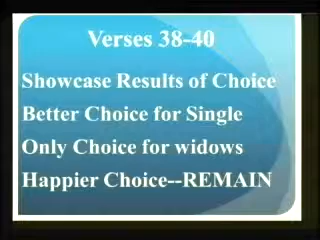 Verses 38-40
Showcase Results of Choice
Better Choice for Single
Only Choice for widows
Happier Choice--REMAIN